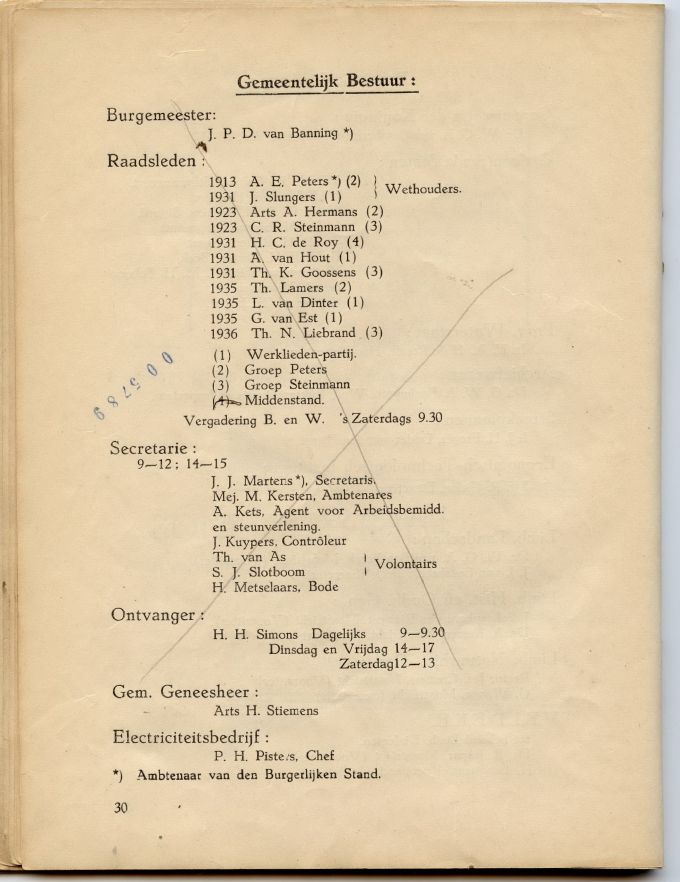 Gemeentelijk Bestuur :
Burgemeester:
J. P. D. van Banning *)
Raadsleden :
1913 A. E. Peters *) (2)
1931 J. Slungers (1)
Wethouders.
1923 Arts A. Hermans (2)
1923 C. R. Steinmann (3)
1931 H. C. de Roy (4)
1931 A. van Hout (1)
1931 Th. K. Goossens (3)
1935 Th. Lamers (2)
1935 L. van Dinter (1)
1935 G. van Est (1)
1936 Th. N. Liebrand (3)
(1) Werklieden-partij.
(2) Groep Peters
(3) Groep Steinmann
(4) Middenstand.
005789
Vergadering B. en W. 's Zaterdags 9.30
Secretarie :
9—12 ; 14—15
J. J. Martens *), Secretaris.
Mej. M. Kersten, Ambtenares
A. Kets, Agent voor Arbeidsbemidd.
en steunverlening.
J. Kuypers, Contrôleur
Th. van As
S. J. Slotboom
Volontairs
H. Metselaars, Bode
Ontvanger :
H. H. Simons Dagelijks 9—9.30
Dinsdag en Vrijdag 14—17
Zaterdag 12—13
Gem. Geneesheer :
Arts H. Stiemens
Electriciteitsbedrijf :
P. H. Pisters, Chef
*) Ambtenaar van den Burgerlijken Stand.
30